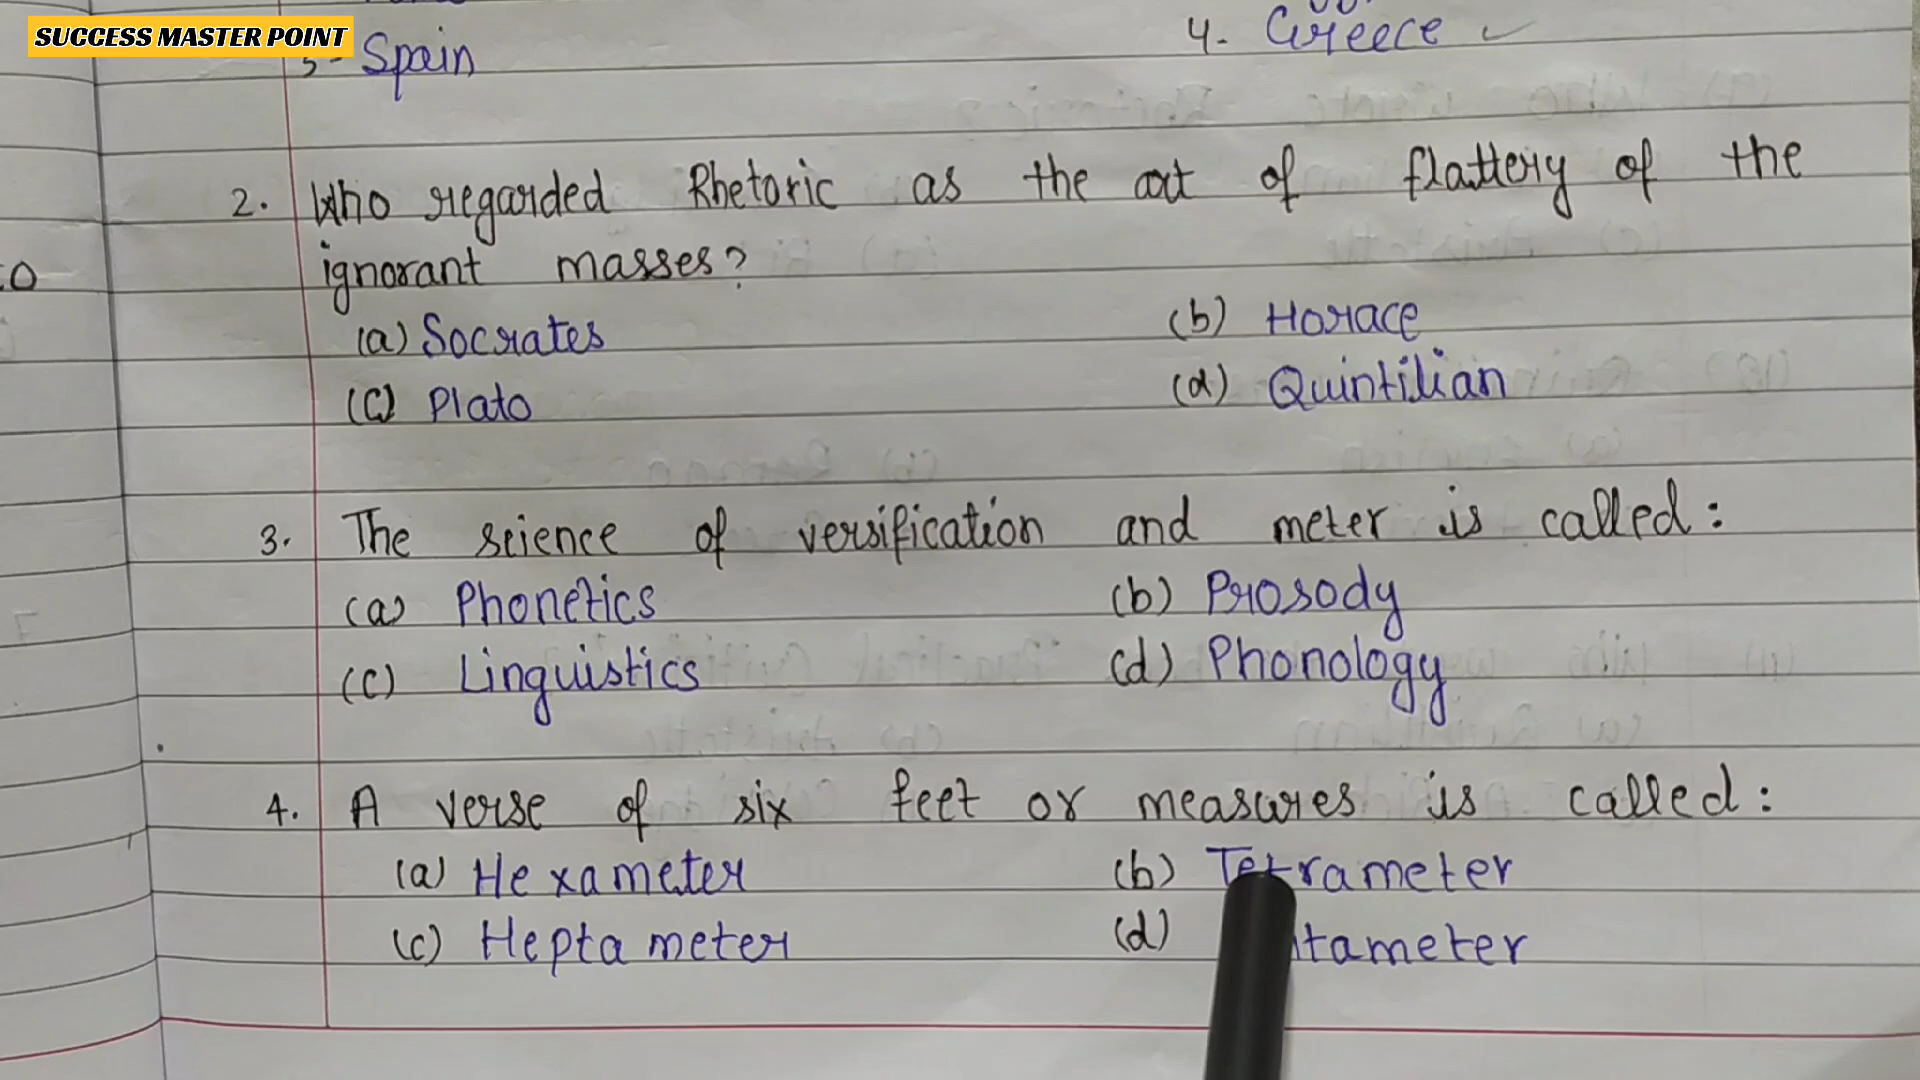 SUCCESS MASTER POINT
3- Spain
4- Greece
2. Who regarded Rhetoric as the art of flattery of the
ignorant masses?
(a) Socrates
(b) Horace
(c) Plato
(d) Quintilian
3. The science of versification and meter is called:
(a) Phonetics
(b) Prosody
(c) Linguistics
(d) Phonology
4. A verse of six feet or measures is called:
(a) Hexameter
(b) Tetrameter
(c) Heptameter
(d) ntameter